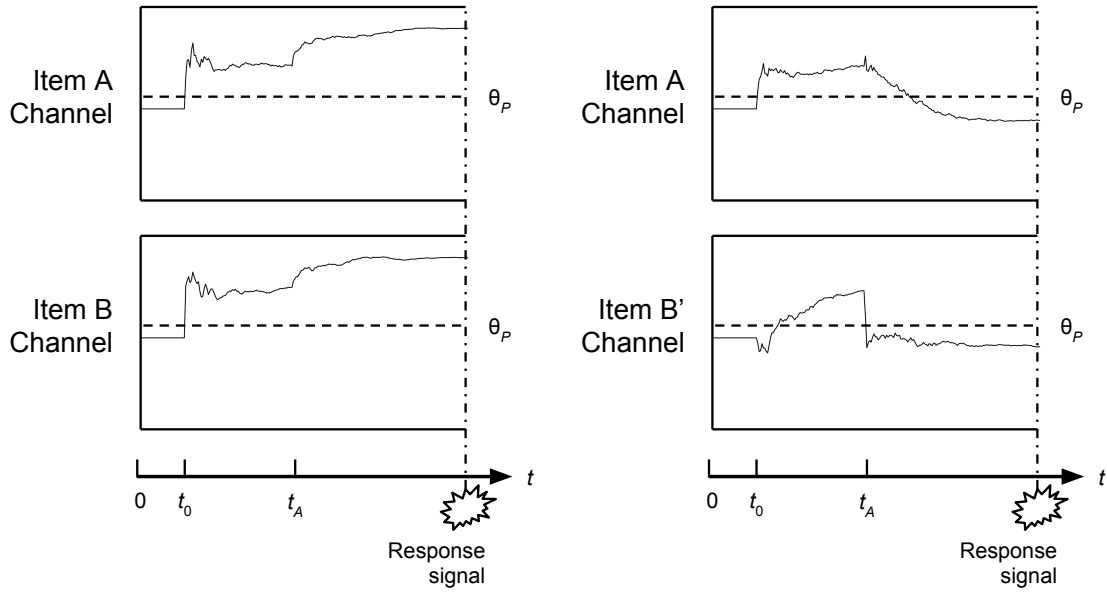 Item A
Channel
θP
Item B
Channel
θP
0 t0 tA t
Response
signal
Item A
Channel
θP
Item B’
Channel
θP
0 t0 tA t
Response
signal